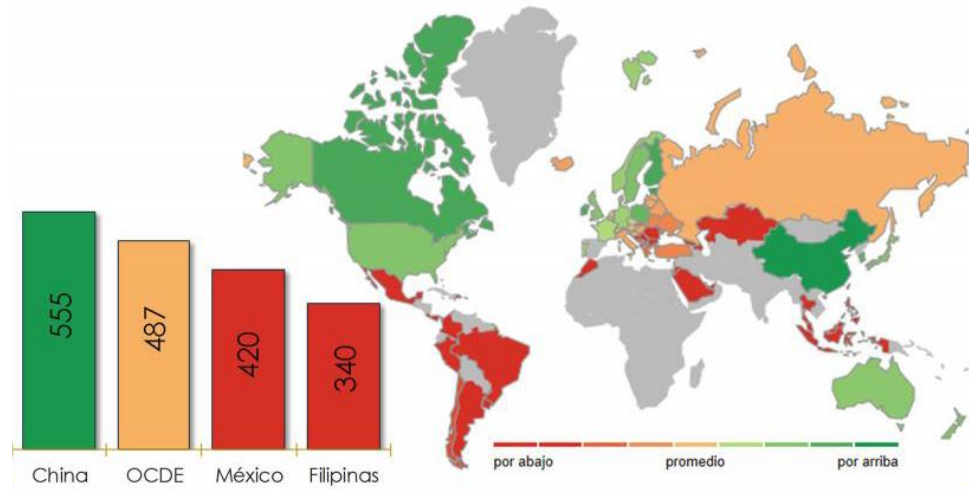 555
487
420
340
China
OCDE
México
Filipinas
por abajo
promedio
por arriba